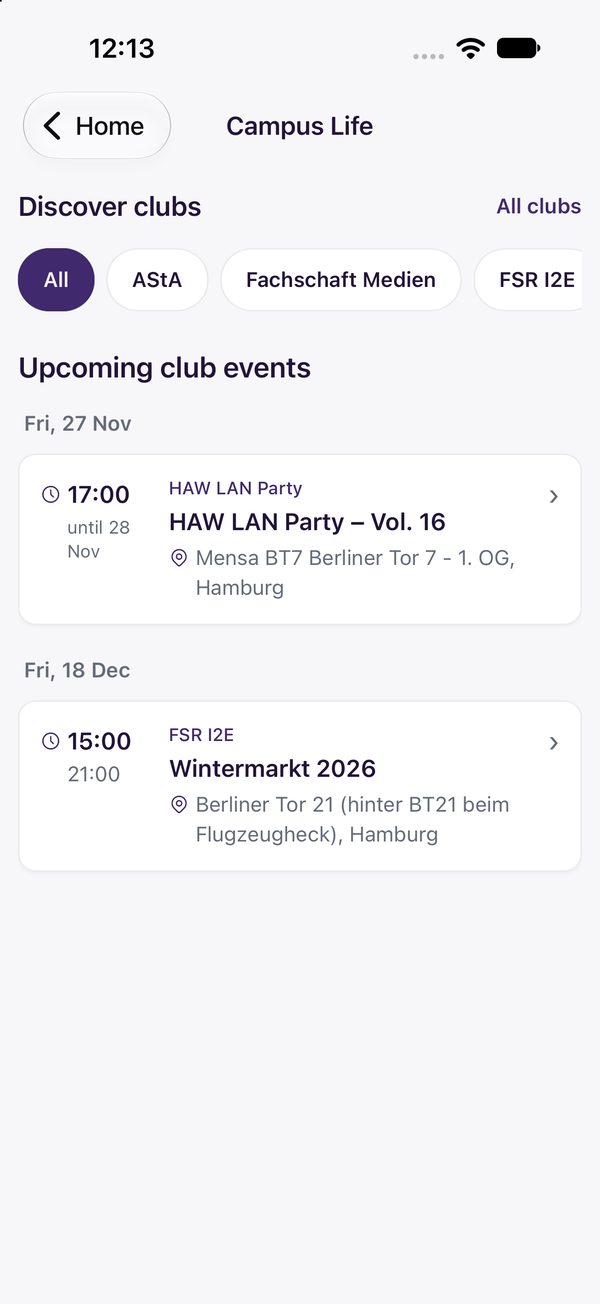 12:13
Home
Campus Life
Discover clubs
All clubs
All
AStA
Fachschaft Medien
FSR I2E
Upcoming club events
Fri, 27 Nov
17:00
until 28
Nov
HAW LAN Party
HAW LAN Party – Vol. 16
Mensa BT7 Berliner Tor 7 - 1. OG,
Hamburg
Fri, 18 Dec
15:00
21:00
FSR I2E
Wintermarkt 2026
Berliner Tor 21 (hinter BT21 beim
Flugzeugheck), Hamburg